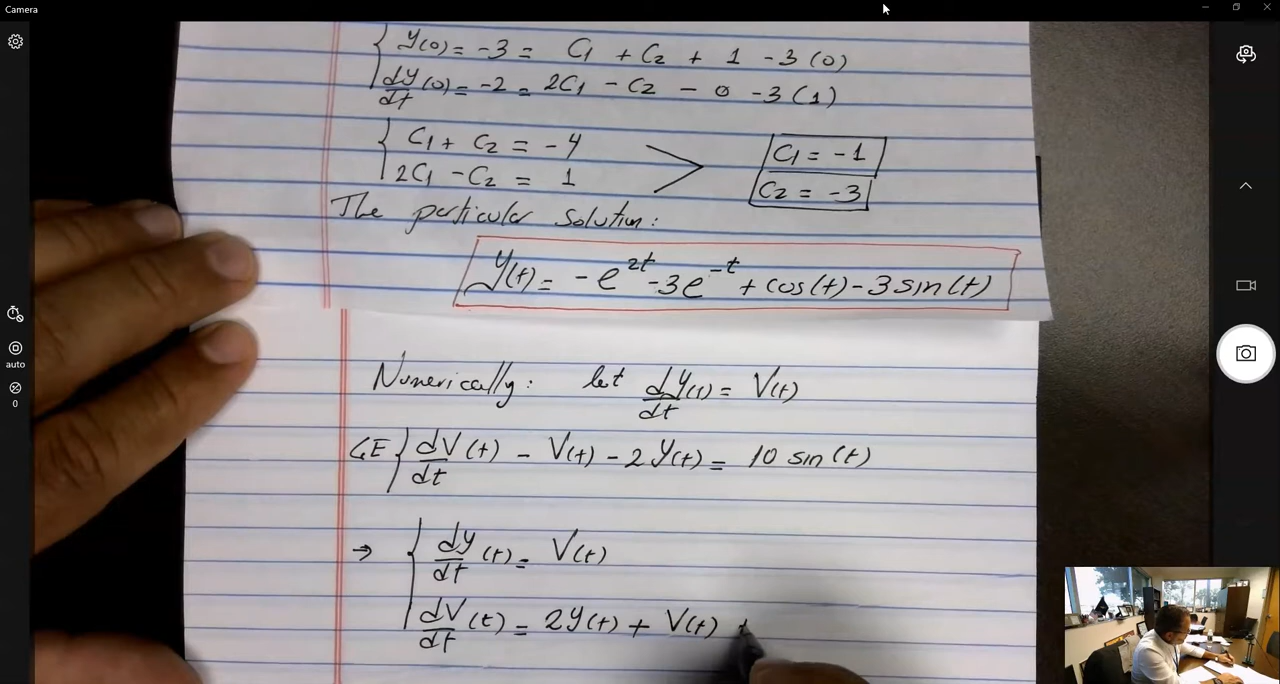 Camera
y(0) = -3 = C1 + C2 + 1 - 3(0)
dy/dt (0) = -2 = 2C1 - C2 - 0 - 3(1)
C1 + C2 = -4
2C1 - C2 = 1
C1 = -1
C2 = -3
The particular solution:
y(t) = -e^2t -3e^-t + cos(t) - 3 sin(t)
Numerically: let dy(t)/dt = V(t)
GE { dV(t)/dt - V(t) - 2y(t) = 10 sin(t)
→ { dy/dt (t) = V(t)
dV/dt (t) = 2y(t) + V(t) +
auto
0